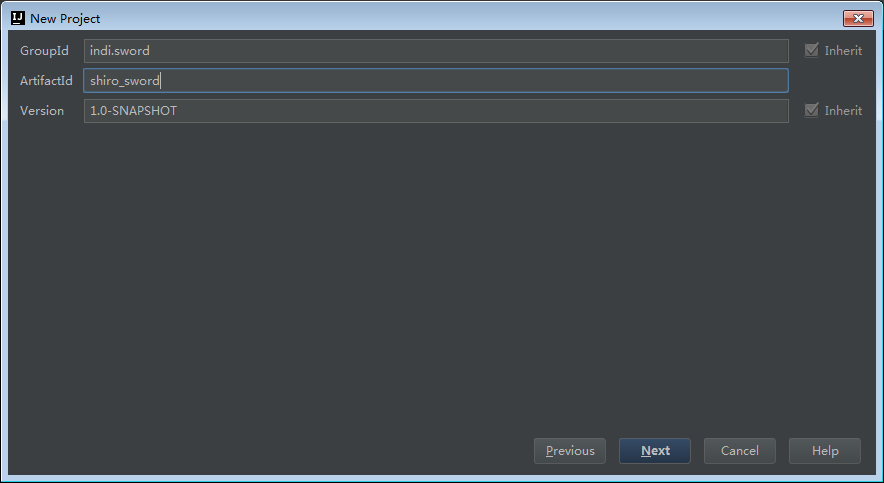 IJ New Project
GroupId indi.sword Inherit
ArtifactId shiro_sword
Version 1.0-SNAPSHOT Inherit
Previous Next Cancel Help